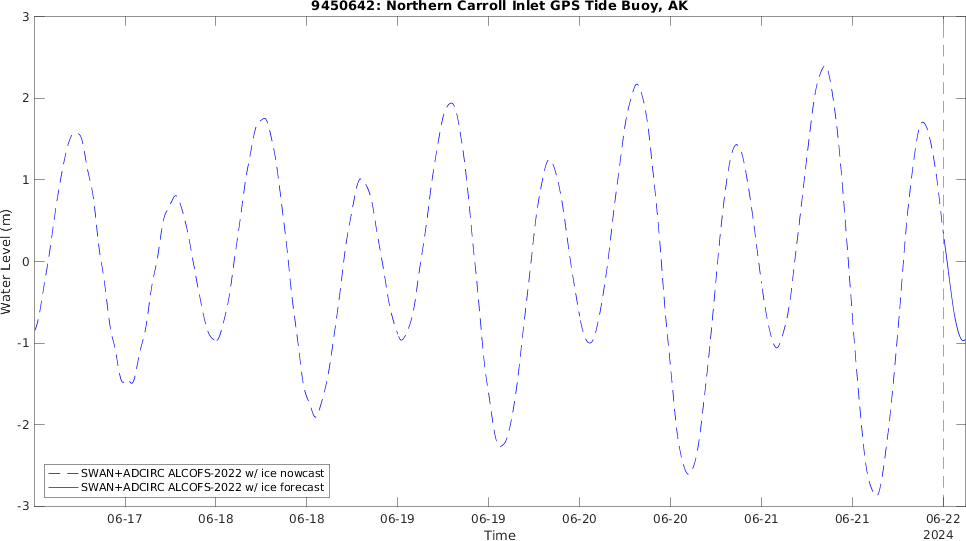 9450642: Northern Carroll Inlet GPS Tide Buoy, AK
3
2
1
0
-1
-2
-3
Water Level (m)
SWAN+ADCIRC ALCOFS-2022 w/ ice nowcast
SWAN+ADCIRC ALCOFS-2022 w/ ice forecast
06-17 06-18 06-18 06-19 06-19 06-20 06-20 06-21 06-21 06-22
Time 2024